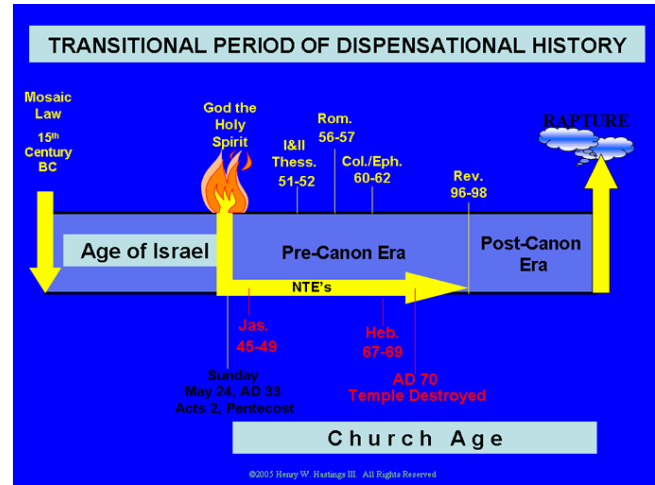 TRANSITIONAL PERIOD OF DISPENSATIONAL HISTORY
Mosaic
Law
15th
Century
BC
God the
Holy
Spirit
I&II
Thess.
51-52
Rom.
56-57
Col./Eph.
60-62
Rev.
96-98
RAPTURE
Age of Israel
Pre-Canon Era
Post-Canon
Era
NTE's
Jas.
45-49
Heb.
67-69
AD 70
Temple Destroyed
Sunday
May 24, AD 33
Acts 2, Pentecost
Church Age
©2005 Henry W. Hastings III. All Rights Reserved